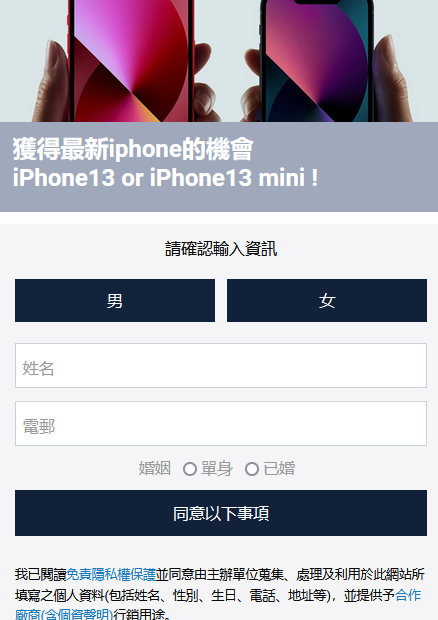 獲得最新iphone的機會
iPhone13 or iPhone13 mini !
請確認輸入資訊
男 女
姓名
電郵
婚姻 單身 已婚
同意以下事項
我已閱讀免責隱私權保護並同意由主辦單位蒐集、處理及利用於此網站所
填寫之個人資料(包括姓名、性別、生日、電話、地址等)，並提供予合作
廠商(含個資聲明)行銷用途。